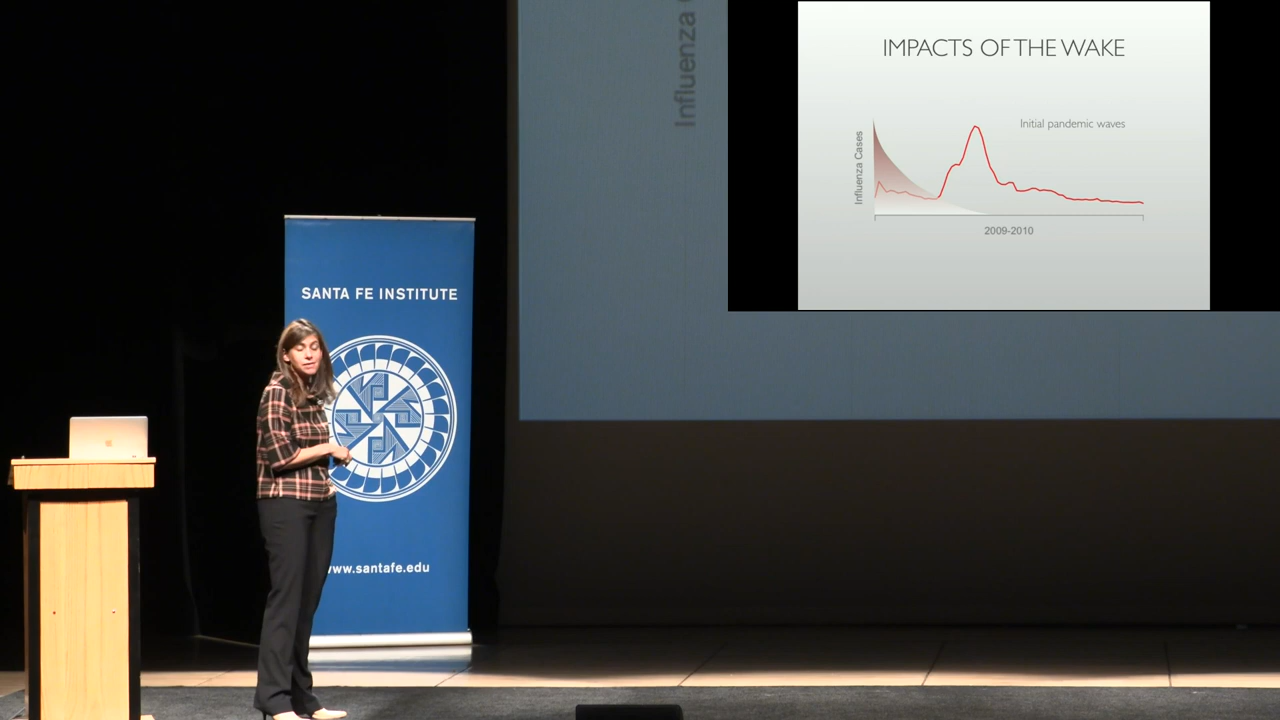 Influenza C
IMPACTS OF THE WAKE
Initial pandemic waves
Influenza Cases
2009-2010
SANTA FE INSTITUTE
www.santafe.edu